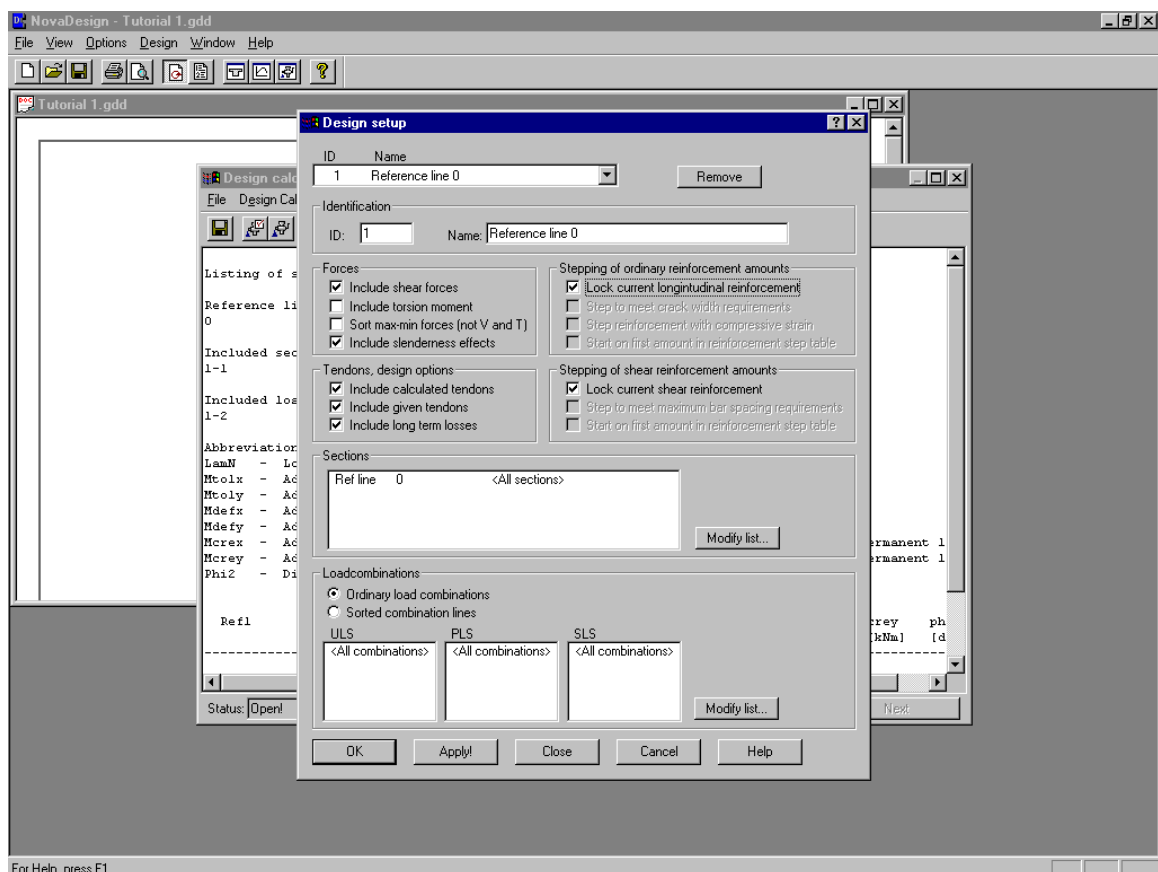 NovaDesign - Tutorial 1.gdd
File View Options Design Window Help
Tutorial 1.gdd
Design setup
ID Name
1 Reference line 0
Remove
Identification
ID: 1 Name: Reference line 0
Forces
Include shear forces
Include torsion moment
Sort max-min forces (not V and T)
Include slenderness effects
Stepping of ordinary reinforcement amounts
Lock current longintudinal reinforcement
Step to meet crack width requirements
Step reinforcement with compressive strain
Start on first amount in reinforcement step table
Tendons, design options
Include calculated tendons
Include given tendons
Include long term losses
Stepping of shear reinforcement amounts
Lock current shear reinforcement
Step to meet maximum bar spacing requirements
Start on first amount in reinforcement step table
Sections
Ref line 0 <All sections>
Modify list...
Loadcombinations
Ordinary load combinations
Sorted combination lines
ULS PLS SLS
<All combinations> <All combinations> <All combinations>
Modify list...
OK Apply! Close Cancel Help
Design calc
File Design Cal
Listing of s
Reference li
0
Included sec
1-1
Included loa
1-2
Abbreviation
LamN - Lo
Mtolx - Ad
Mtoly - Ad
Mdefx - Ad
Mdefy - Ad
Mcrex - Ad ermanent l
Mcrey - Ad ermanent l
Phi2 - Di
Refl crey ph
[kNm] [d
Status: Open! Next
For Help, press F1